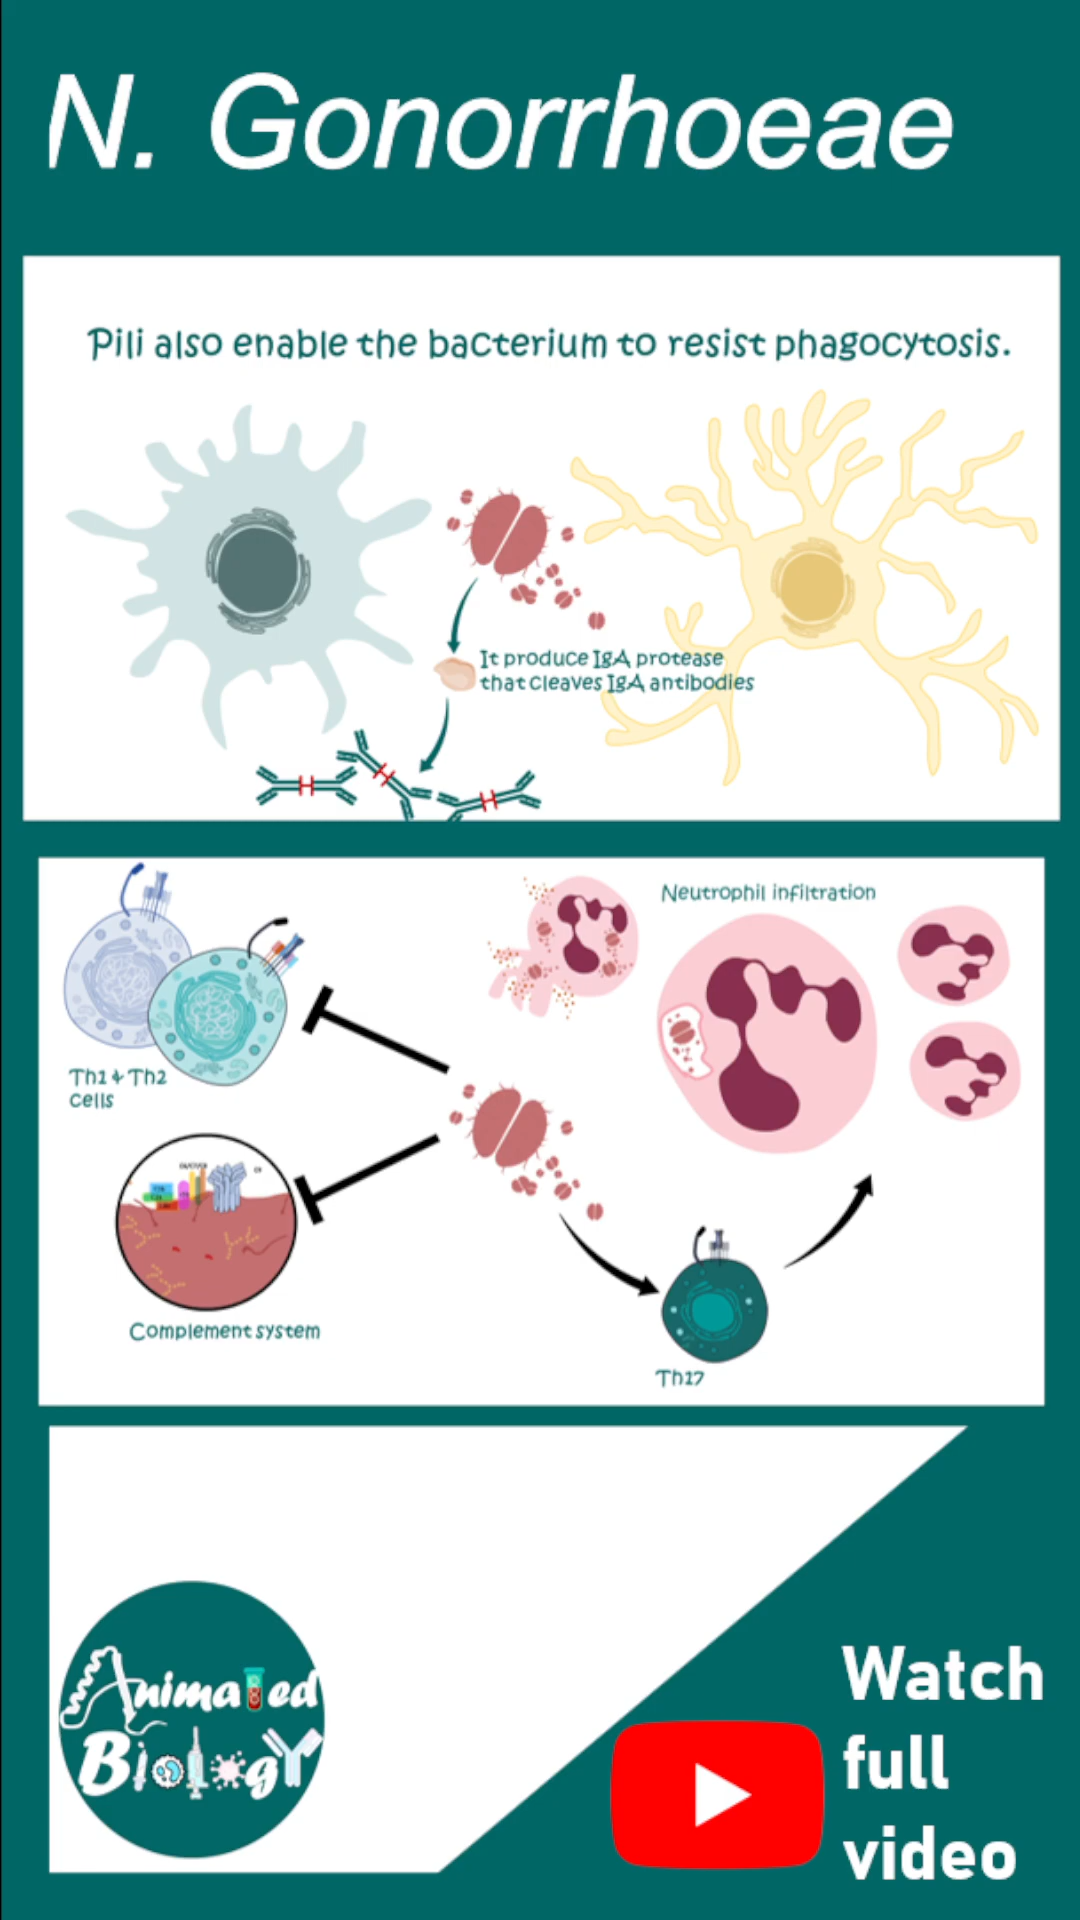 N. Gonorrhoeae
Pili also enable the bacterium to resist phagocytosis.
It produce IgA protease
that cleaves IgA antibodies
Neutrophil infiltration
Th1 & Th2
cells
Complement system
Th17
Animated
Biology
Watch
full
video